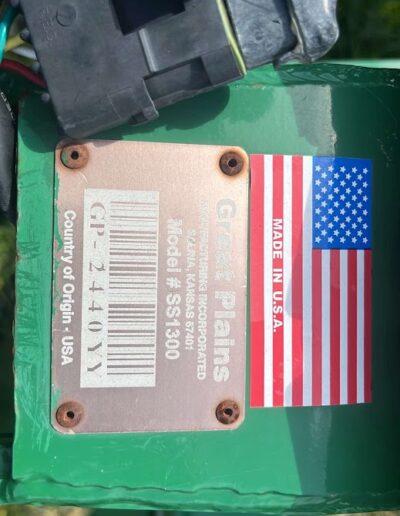 Great Plains
MANUFACTURING INCORPORATED
SALINA, KANSAS 67401
Model # SS1300
GP-2440YY
Country of Origin - USA
MADE IN U.S.A.